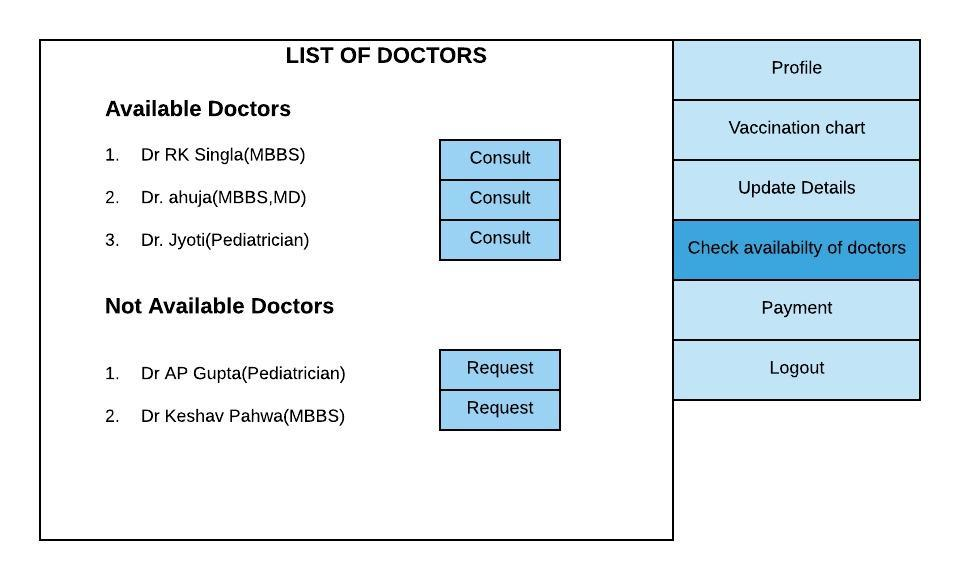 LIST OF DOCTORS
Available Doctors
1. Dr RK Singla(MBBS)
Consult
2. Dr. ahuja(MBBS,MD)
Consult
3. Dr. Jyoti(Pediatrician)
Consult
Not Available Doctors
1. Dr AP Gupta(Pediatrician)
Request
2. Dr Keshav Pahwa(MBBS)
Request
Profile
Vaccination chart
Update Details
Check availabilty of doctors
Payment
Logout